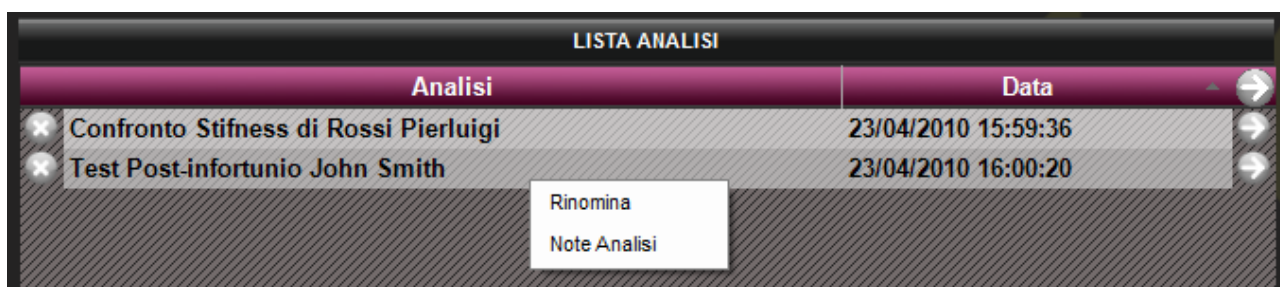 LISTA ANALISI
Analisi Data
Confronto Stifness di Rossi Pierluigi 23/04/2010 15:59:36
Test Post-infortunio John Smith 23/04/2010 16:00:20
Rinomina
Note Analisi